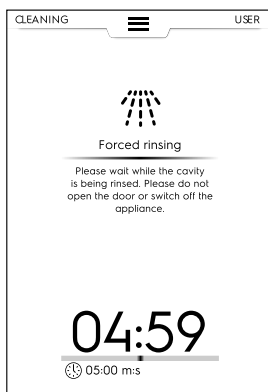 CLEANING USER
Forced rinsing
Please wait while the cavity
is being rinsed. Please do not
open the door or switch off the
appliance.
04:59
05:00 m:s